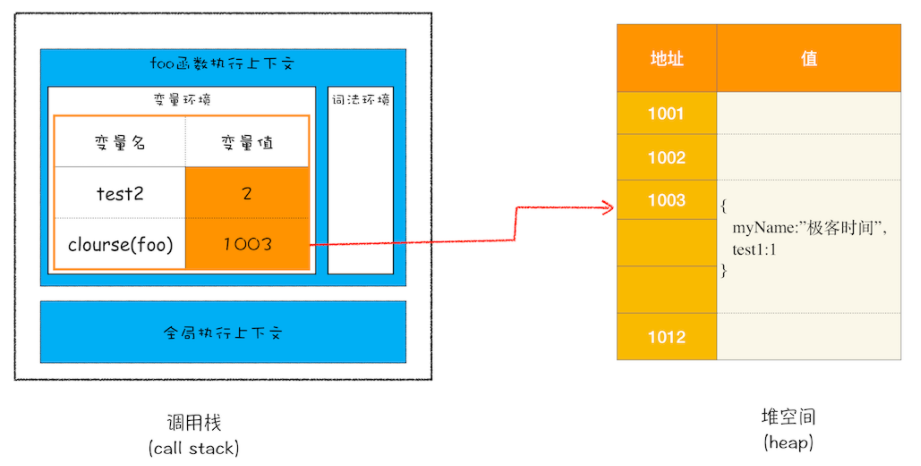 foo函数执行上下文
变量环境
词法环境
变量名 变量值
test2 2
clourse(foo) 1003
全局执行上下文
调用栈
(call stack)
地址 值
1001
1002
1003
{
myName:”极客时间”,
test1:1
}
1012
堆空间
(heap)